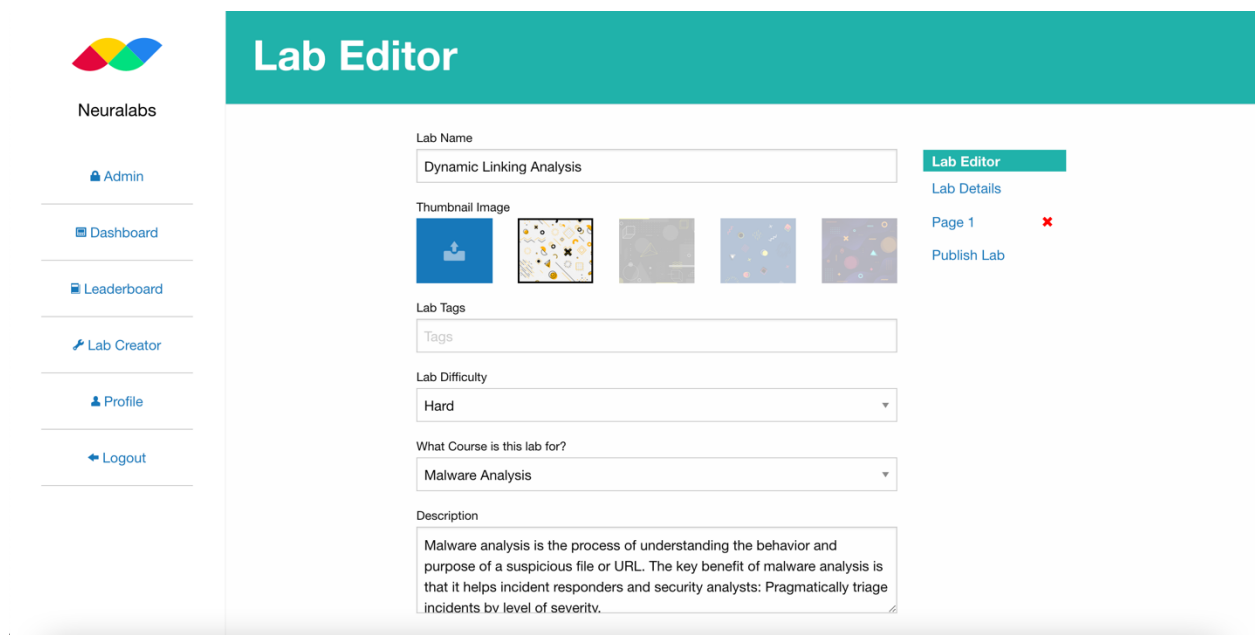 Lab Editor
Neuralabs
Admin
Dashboard
Leaderboard
Lab Creator
Profile
Logout
Lab Name
Dynamic Linking Analysis
Thumbnail Image
Lab Tags
Tags
Lab Difficulty
Hard
What Course is this lab for?
Malware Analysis
Description
Malware analysis is the process of understanding the behavior and
purpose of a suspicious file or URL. The key benefit of malware analysis is
that it helps incident responders and security analysts: Pragmatically triage
incidents by level of severity.
Lab Editor
Lab Details
Page 1
Publish Lab